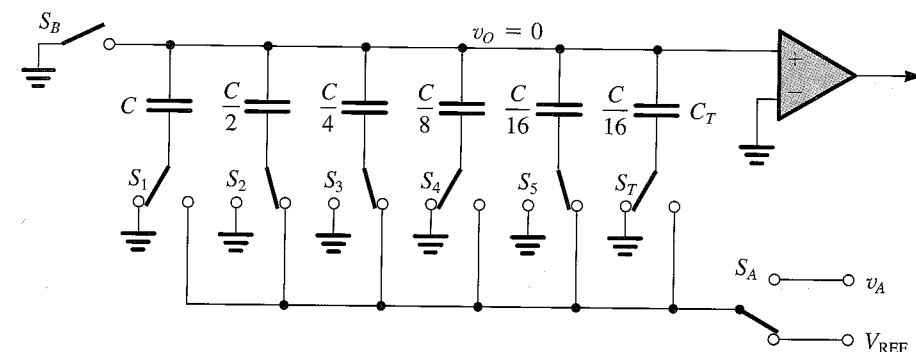 S_B
v_O = 0
+
−
C
C/2
C/4
C/8
C/16
C/16
C_T
S_1
S_2
S_3
S_4
S_5
S_T
S_A
v_A
V_REF